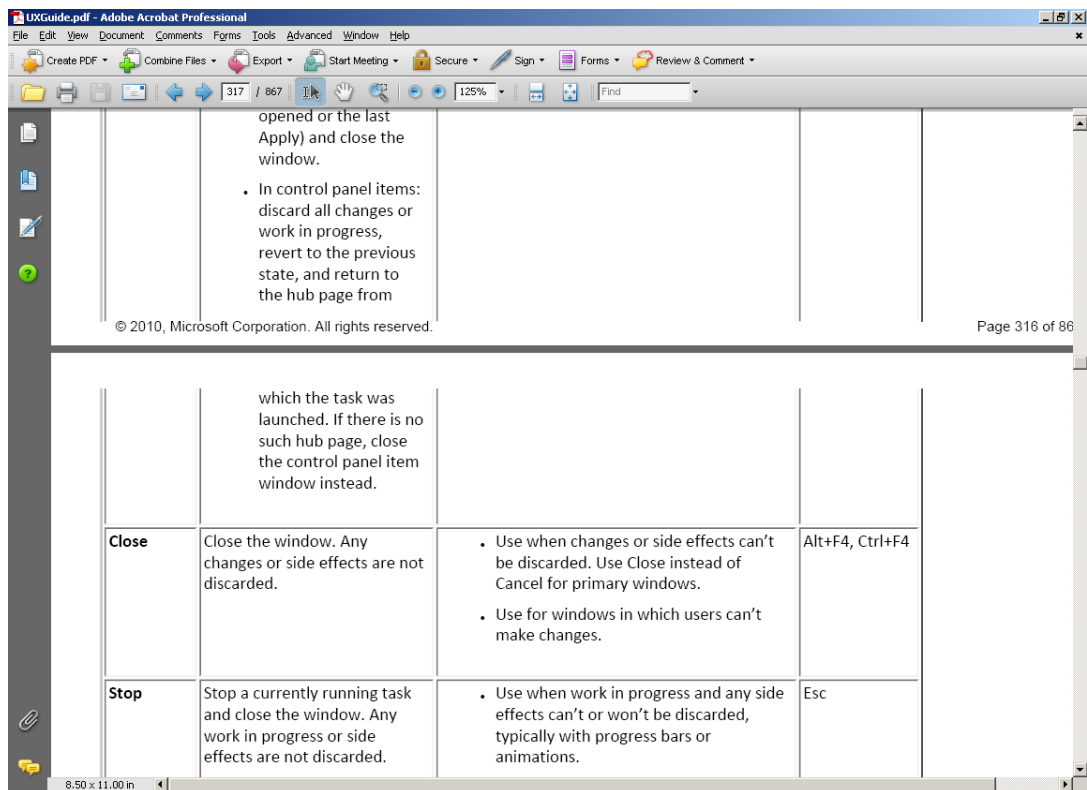 UXGuide.pdf - Adobe Acrobat Professional
File Edit View Document Comments Forms Tools Advanced Window Help
Create PDF Combine Files Export Start Meeting Secure Sign Forms Review & Comment
317 / 867 125% Find
opened or the last
Apply) and close the
window.
• In control panel items:
discard all changes or
work in progress,
revert to the previous
state, and return to
the hub page from
© 2010, Microsoft Corporation. All rights reserved. Page 316 of 86
which the task was
launched. If there is no
such hub page, close
the control panel item
window instead.
Close
Close the window. Any
changes or side effects are not
discarded.
• Use when changes or side effects can’t
be discarded. Use Close instead of
Cancel for primary windows.
• Use for windows in which users can’t
make changes.
Alt+F4, Ctrl+F4
Stop
Stop a currently running task
and close the window. Any
work in progress or side
effects are not discarded.
• Use when work in progress and any side
effects can’t or won’t be discarded,
typically with progress bars or
animations.
Esc
8.50 x 11.00 in